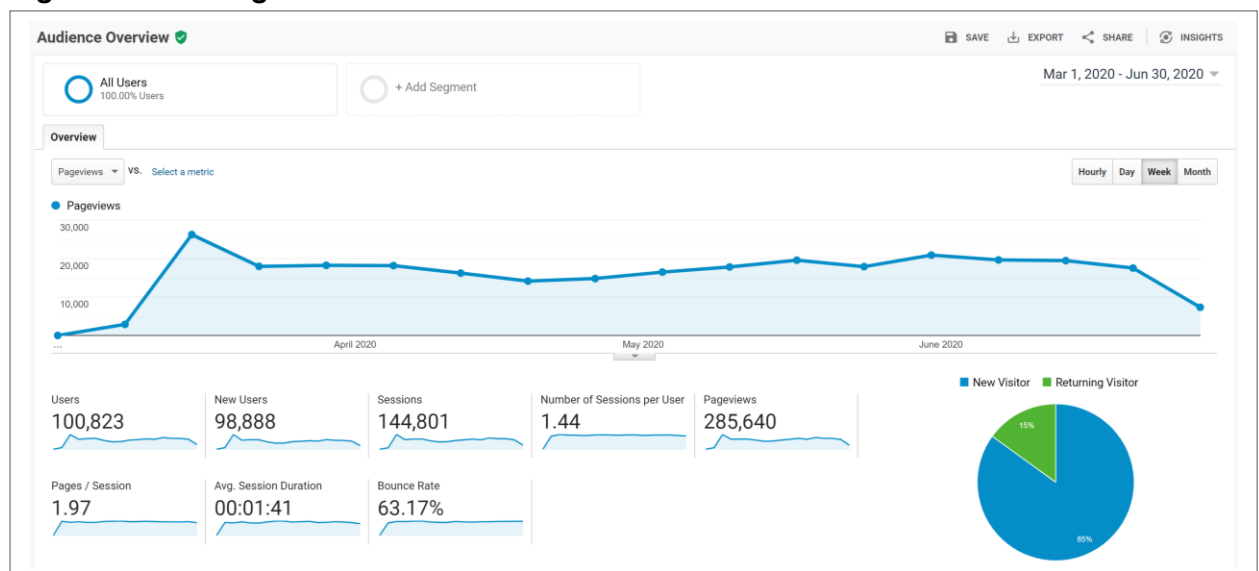 Audience Overview
SAVE EXPORT SHARE INSIGHTS
All Users
100.00% Users
+ Add Segment
Mar 1, 2020 - Jun 30, 2020
Overview
Pageviews VS. Select a metric
Hourly Day Week Month
Pageviews
30,000
20,000
10,000
... April 2020 May 2020 June 2020
New Visitor Returning Visitor
Users New Users Sessions Number of Sessions per User Pageviews
100,823 98,888 144,801 1.44 285,640
15%
Pages / Session Avg. Session Duration Bounce Rate
1.97 00:01:41 63.17%
85%